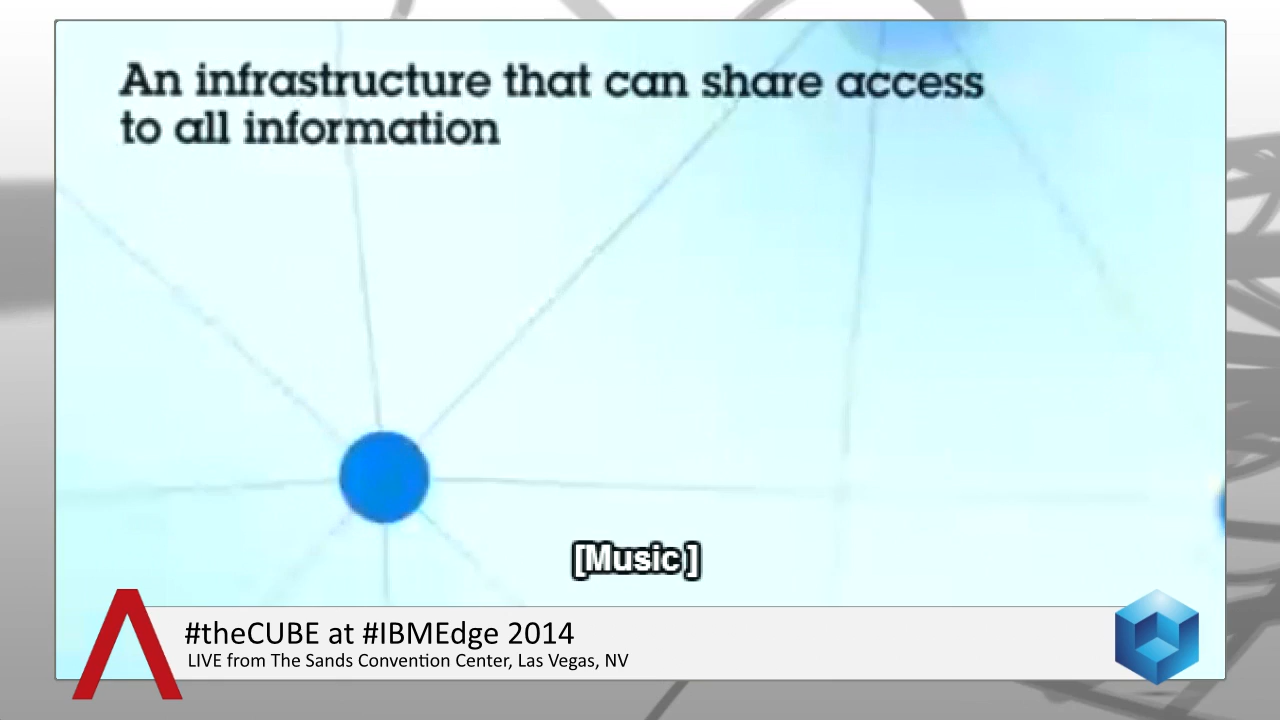 An infrastructure that can share access
to all information
[Music]
#theCUBE at #IBMEdge 2014
LIVE from The Sands Convention Center, Las Vegas, NV